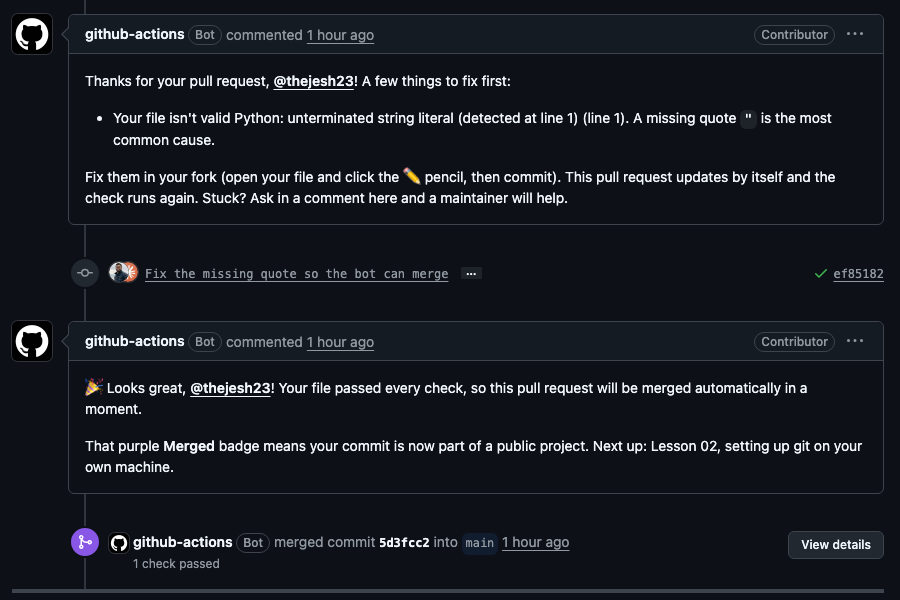 github-actions Bot commented 1 hour ago Contributor ...
Thanks for your pull request, @thejesh23! A few things to fix first:
• Your file isn't valid Python: unterminated string literal (detected at line 1) (line 1). A missing quote " is the most
common cause.
Fix them in your fork (open your file and click the ✏️ pencil, then commit). This pull request updates by itself and the
check runs again. Stuck? Ask in a comment here and a maintainer will help.
Fix the missing quote so the bot can merge ... ef85182
github-actions Bot commented 1 hour ago Contributor ...
🎉 Looks great, @thejesh23! Your file passed every check, so this pull request will be merged automatically in a
moment.
That purple Merged badge means your commit is now part of a public project. Next up: Lesson 02, setting up git on your
own machine.
github-actions Bot merged commit 5d3fcc2 into main 1 hour ago View details
1 check passed